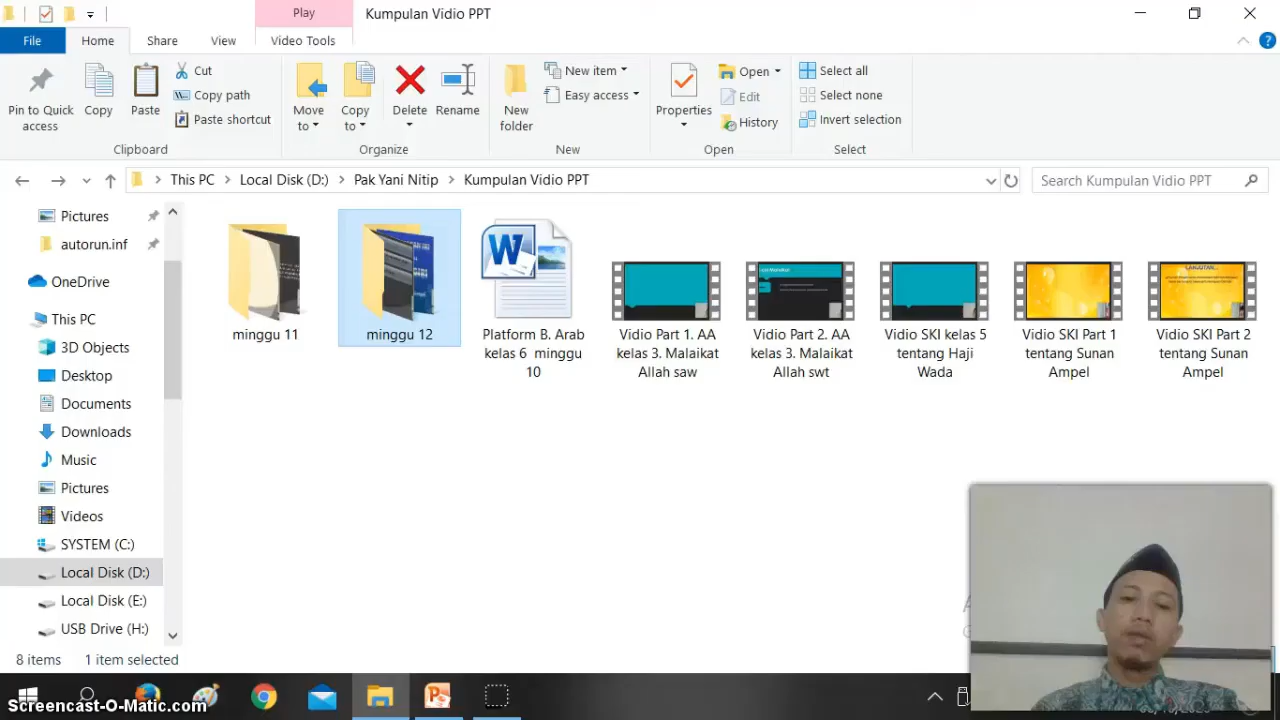 Play
Kumpulan Vidio PPT
File
Home
Share
View
Video Tools
Pin to Quick
access
Copy
Paste
Cut
Copy path
Paste shortcut
Clipboard
Move
to
Copy
to
Delete
Rename
Organize
New
folder
New item
Easy access
New
Properties
Open
Edit
History
Open
Select all
Select none
Invert selection
Select
This PC
Local Disk (D:)
Pak Yani Nitip
Kumpulan Vidio PPT
Search Kumpulan Vidio PPT
Pictures
autorun.inf
OneDrive
This PC
3D Objects
Desktop
Documents
Downloads
Music
Pictures
Videos
SYSTEM (C:)
Local Disk (D:)
Local Disk (E:)
USB Drive (H:)
minggu 11
minggu 12
Platform B. Arab
kelas 6 minggu
10
Vidio Part 1. AA
kelas 3. Malaikat
Allah saw
Vidio Part 2. AA
kelas 3. Malaikat
Allah swt
Vidio SKI kelas 5
tentang Haji
Wada
Vidio SKI Part 1
tentang Sunan
Ampel
LANJUTAN...
Vidio SKI Part 2
tentang Sunan
Ampel
8 items
1 item selected
Screencast-O-Matic.com